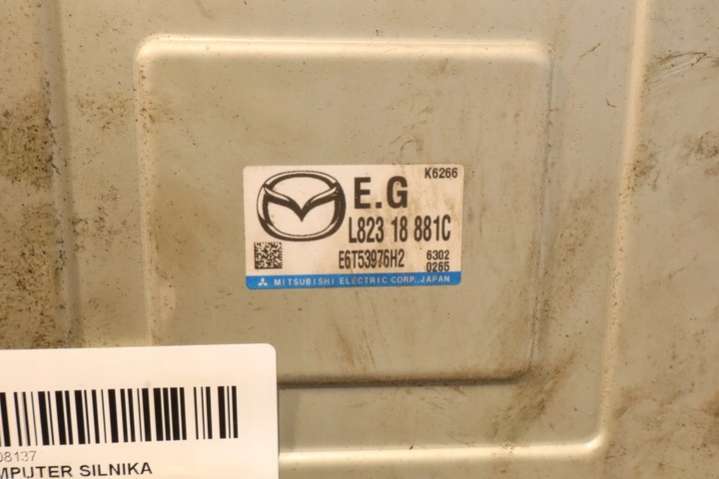 K6266
E.G
L823 18 881C
E6T53976H2
6302
0265
MITSUBISHI ELECTRIC CORP., JAPAN
08137
MPUTER SILNIKA